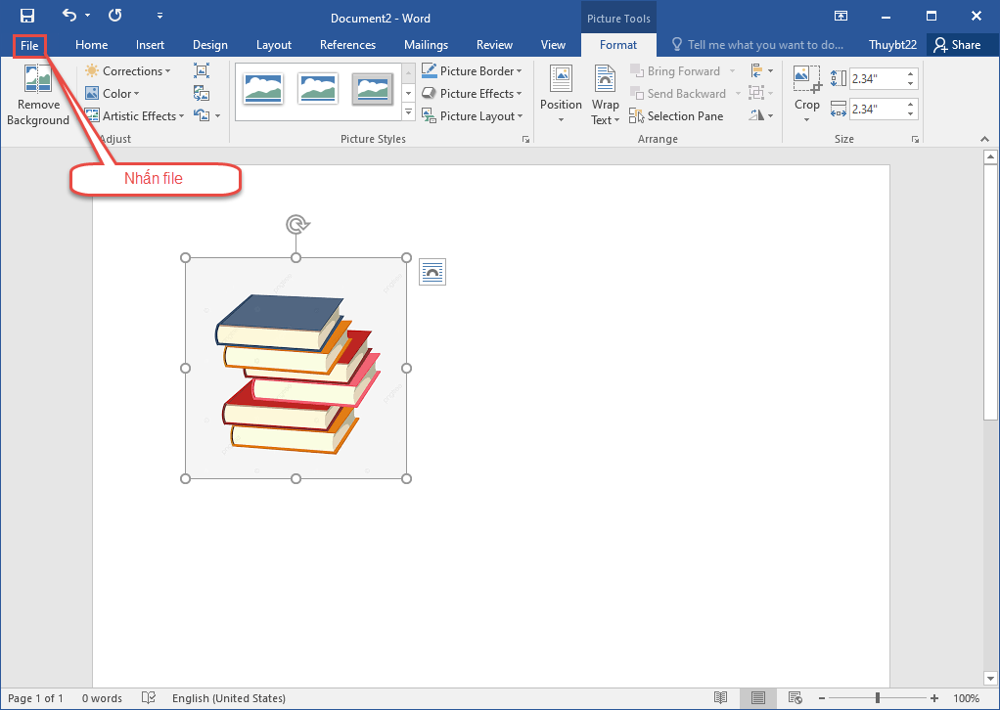 Document2 - Word
Picture Tools
File Home Insert Design Layout References Mailings Review View Format Tell me what you want to do... Thuybt22 Share
Remove Background
Corrections
Color
Artistic Effects
Adjust
Picture Styles
Picture Border
Picture Effects
Picture Layout
Position
Wrap Text
Bring Forward
Send Backward
Selection Pane
Arrange
Crop
2.34"
2.34"
Size
Nhấn file
Page 1 of 1 0 words English (United States) 100%